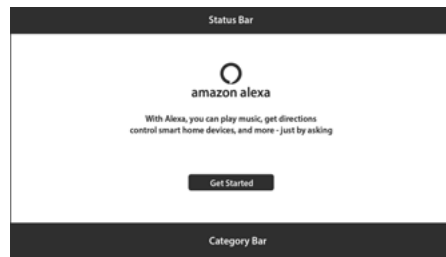 Status Bar
amazon alexa
With Alexa, you can play music, get directions
control smart home devices, and more - just by asking
Get Started
Category Bar